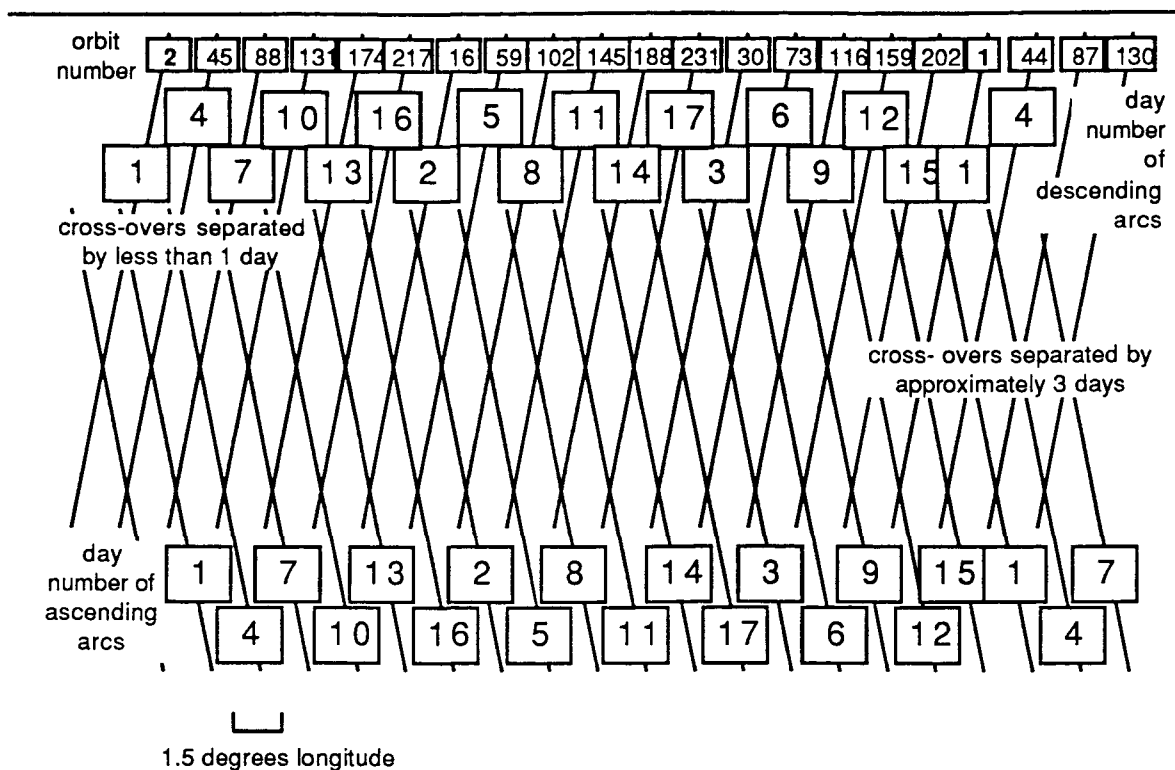 orbit
number
2 45 88 131 174 217 16 59 102 145 188 231 30 73 116 159 202 1 44 87 130
4 10 16 5 11 17 6 12 4
1 7 13 2 8 14 3 9 15 1
day
number
of
descending
arcs
cross-overs separated
by less than 1 day
cross- overs separated by
approximately 3 days
day
number of
ascending
arcs
1 7 13 2 8 14 3 9 15 1 7
4 10 16 5 11 17 6 12 4
1.5 degrees longitude